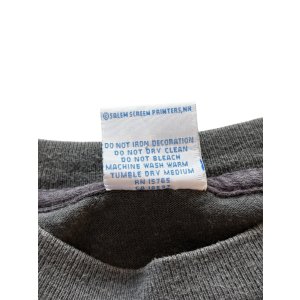 © SALEM SCREEN PRINTERS, NH
DO NOT IRON DECORATION
DO NOT DRY CLEAN
DO NOT BLEACH
MACHINE WASH WARM
TUMBLE DRY MEDIUM
RN 15765